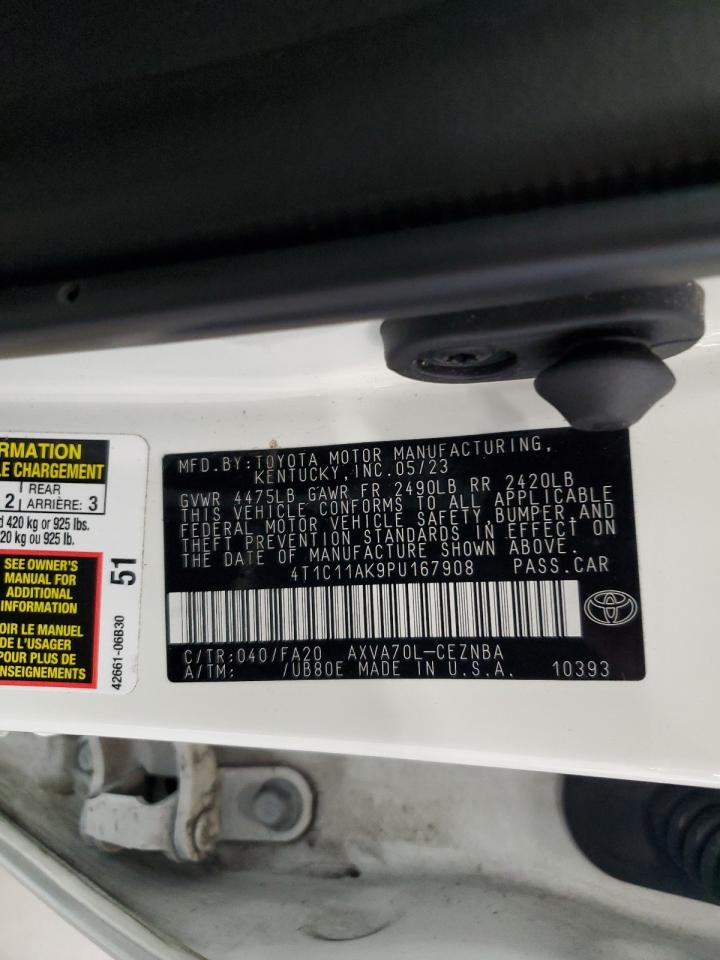 RMATION
LE CHARGEMENT
2 REAR ARRIÈRE: 3
d 420 kg or 925 lbs.
20 kg ou 925 lb.
SEE OWNER'S
MANUAL FOR
ADDITIONAL
INFORMATION
OIR LE MANUEL
DE L'USAGER
POUR PLUS DE
ENSEIGNEMENTS
51
42661-06B30
MFD.BY:TOYOTA MOTOR MANUFACTURING,
KENTUCKY,INC.05/23
GVWR 4475LB GAWR FR 2490LB RR 2420LB
THIS VEHICLE CONFORMS TO ALL APPLICABLE
FEDERAL MOTOR VEHICLE SAFETY,BUMPER,AND
THEFT PREVENTION STANDARDS IN EFFECT ON
THE DATE OF MANUFACTURE SHOWN ABOVE.
4T1C11AK9PU167908 PASS.CAR
C/TR:040/FA20 AXVA70L-CEZNBA
A/TM: /UB80E MADE IN U.S.A. 10393